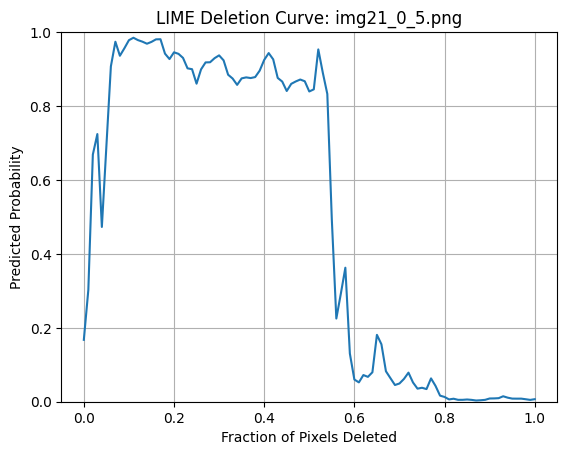 LIME Deletion Curve: img21_0_5.png
1.0
0.8
0.6
0.4
0.2
0.0
Predicted Probability
0.0 0.2 0.4 0.6 0.8 1.0
Fraction of Pixels Deleted